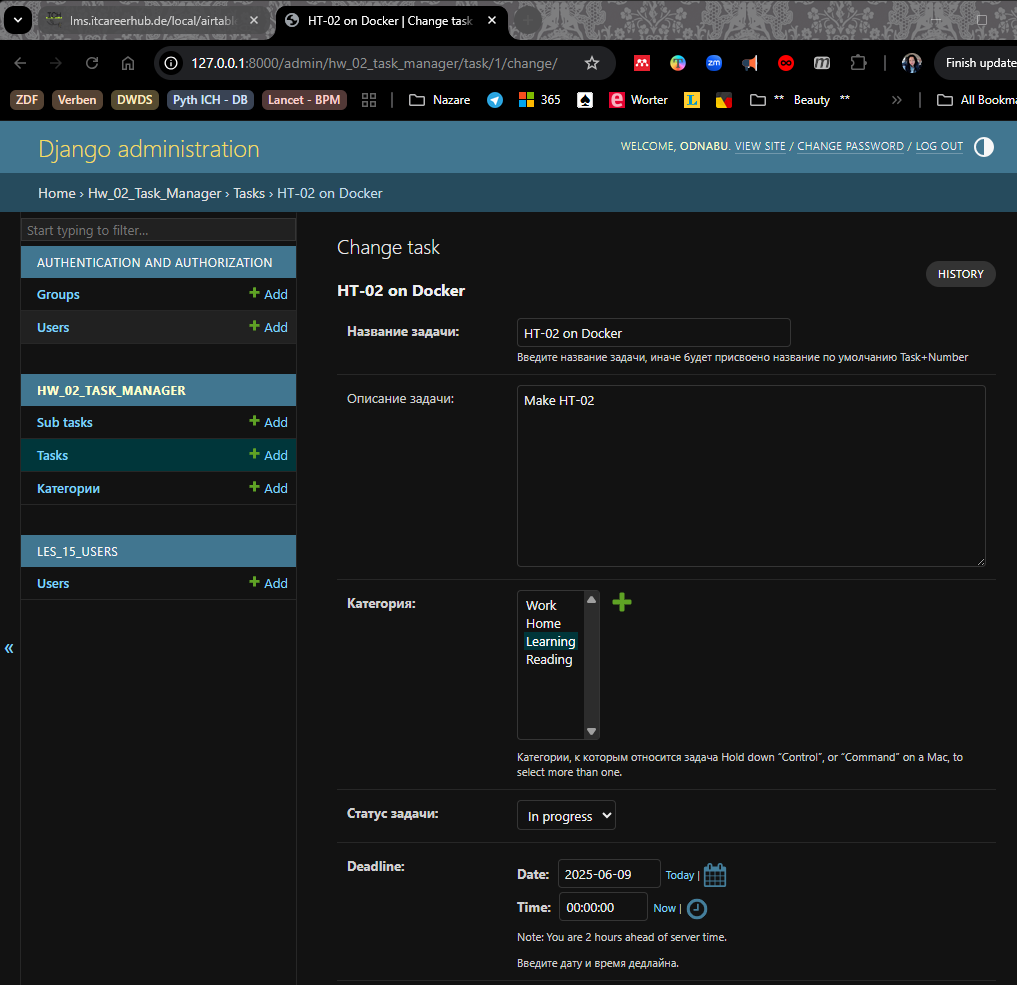 lms.itcareerhub.de/local/airtabl
HT-02 on Docker | Change task
127.0.0.1:8000/admin/hw_02_task_manager/task/1/change/
Finish update
ZDF
Verben
DWDS
Pyth ICH - DB
Lancet - BPM
Nazare
365
Worter
** Beauty **
All Bookma
Django administration
WELCOME, ODNABU. VIEW SITE / CHANGE PASSWORD / LOG OUT
Home › Hw_02_Task_Manager › Tasks › HT-02 on Docker
Start typing to filter...
AUTHENTICATION AND AUTHORIZATION
Groups
Add
Users
Add
HW_02_TASK_MANAGER
Sub tasks
Add
Tasks
Add
Категории
Add
LES_15_USERS
Users
Add
Change task
HISTORY
HT-02 on Docker
Название задачи:
HT-02 on Docker
Введите название задачи, иначе будет присвоено название по умолчанию Task+Number
Описание задачи:
Make HT-02
Категория:
Work
Home
Learning
Reading
Категории, к которым относится задача Hold down “Control”, or “Command” on a Mac, to
select more than one.
Статус задачи:
In progress
Deadline:
Date: 2025-06-09 Today |
Time: 00:00:00 Now |
Note: You are 2 hours ahead of server time.
Введите дату и время дедлайна.